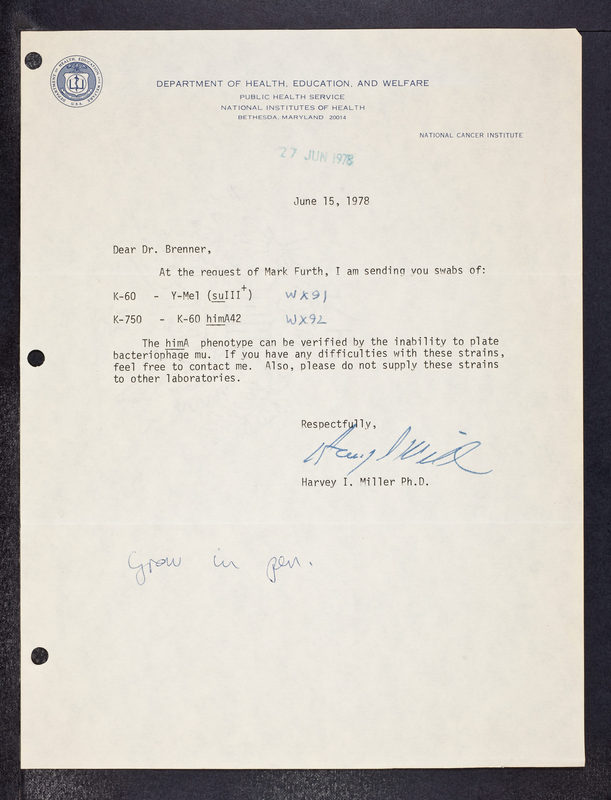 DEPARTMENT OF HEALTH, EDUCATION, AND WELFARE
PUBLIC HEALTH SERVICE
NATIONAL INSTITUTES OF HEALTH
BETHESDA, MARYLAND 20014
NATIONAL CANCER INSTITUTE
27 JUN 1978
June 15, 1978
Dear Dr. Brenner,
At the request of Mark Furth, I am sending you swabs of:
K-60 - Y-Mel (suIII+) WX91
K-750 - K-60 himA42 WX92
The himA phenotype can be verified by the inability to plate
bacteriophage mu. If you have any difficulties with these strains,
feel free to contact me. Also, please do not supply these strains
to other laboratories.
Respectfully,
Harvey I. Miller Ph.D.
Grow in pen.